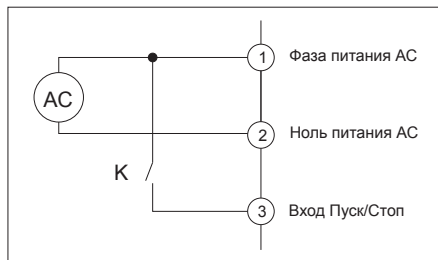 1 Фаза питания AC
AC
2 Ноль питания AC
K
3 Вход Пуск/Стоп